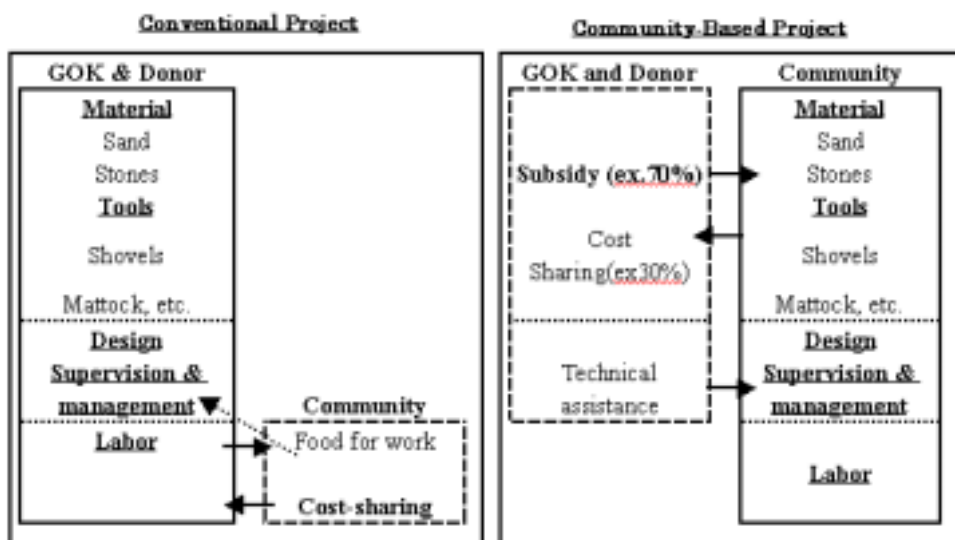 Conventional Project
GOK & Donor
Material
Sand
Stones
Tools
Shovels
Mattock, etc.
Design
Supervision &
management
Labor
Community
Food for work
Cost-sharing
Community-Based Project
GOK and Donor
Subsidy (ex.70%)
Cost
Sharing(ex30%)
Technical
assistance
Community
Material
Sand
Stones
Tools
Shovels
Mattock, etc.
Design
Supervision &
management
Labor